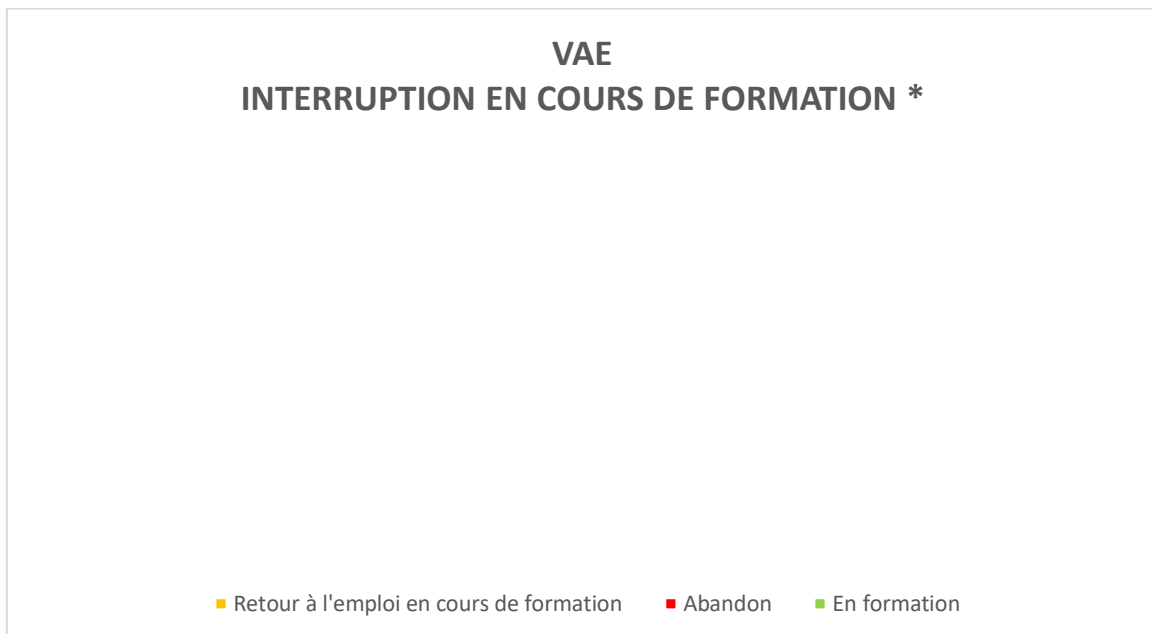 VAE
INTERRUPTION EN COURS DE FORMATION *
Retour à l'emploi en cours de formation Abandon En formation